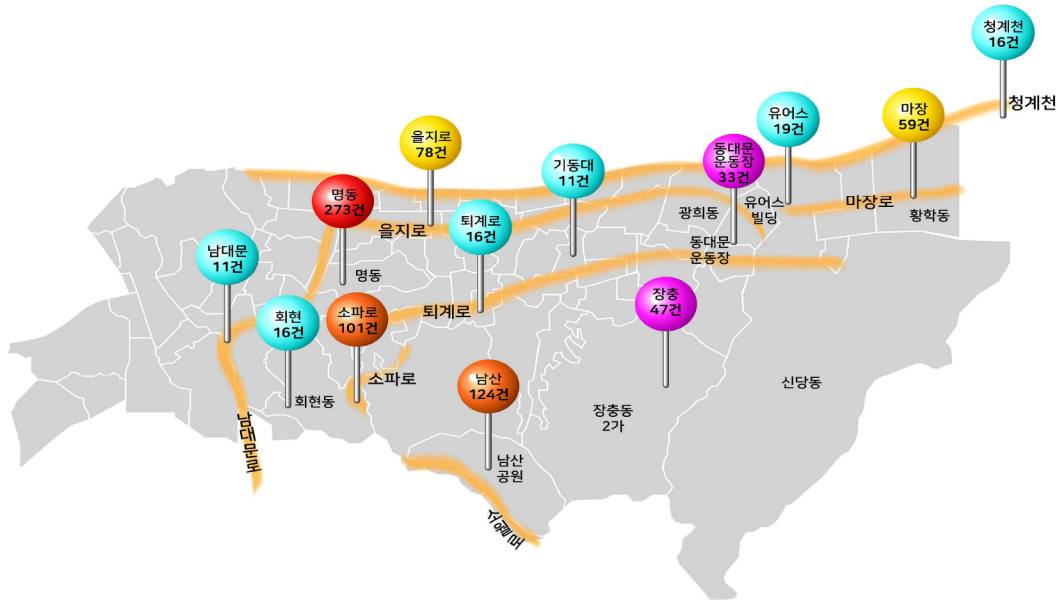 청계천
16건
청계천
마장
59건
유어스
19건
을지로
78건
동대문
운동장
33건
기동대
11건
명동
273건
퇴계로
16건
을지로
광희동
유어스
빌딩
마장로
황학동
남대문
11건
명동
동대문
운동장
회현
16건
소파로
101건
퇴계로
장충
47건
소파로
남산
124건
신당동
회현동
장충동
2가
남대문로
남산
공원